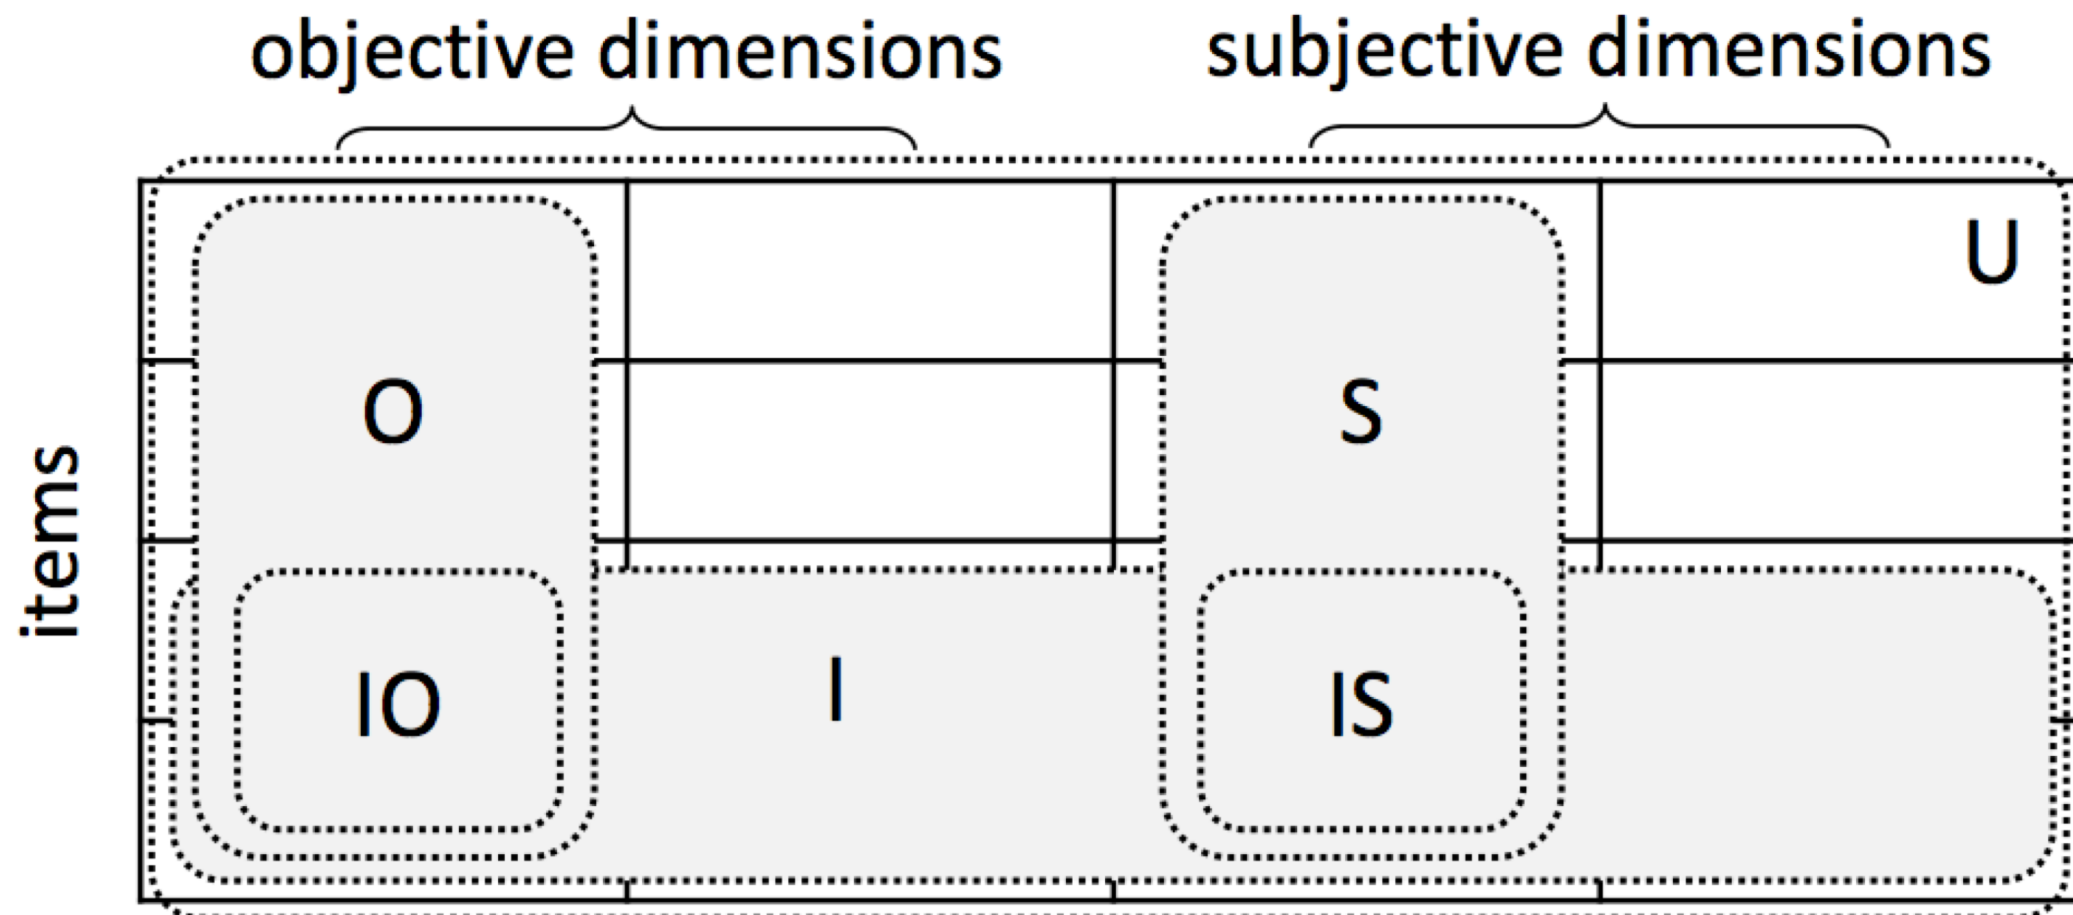 objective dimensions
subjective dimensions
U
O
S
items
IO
I
IS